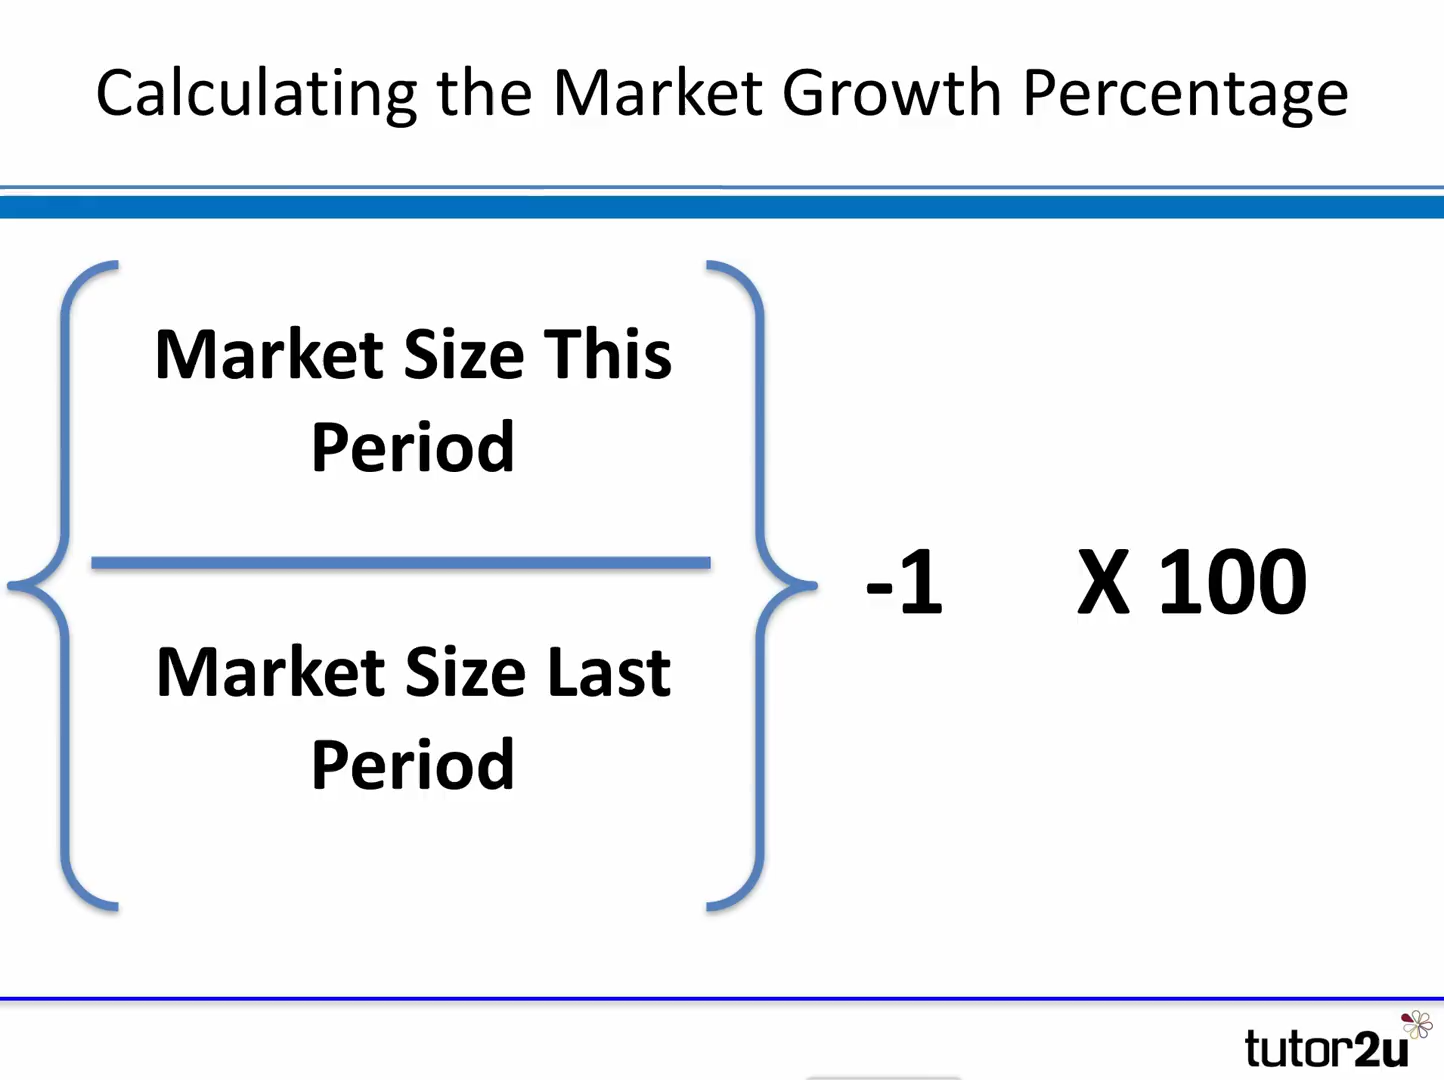 Calculating the Market Growth Percentage
Market Size This
Period
Market Size Last
Period
-1 X 100
tutor2u